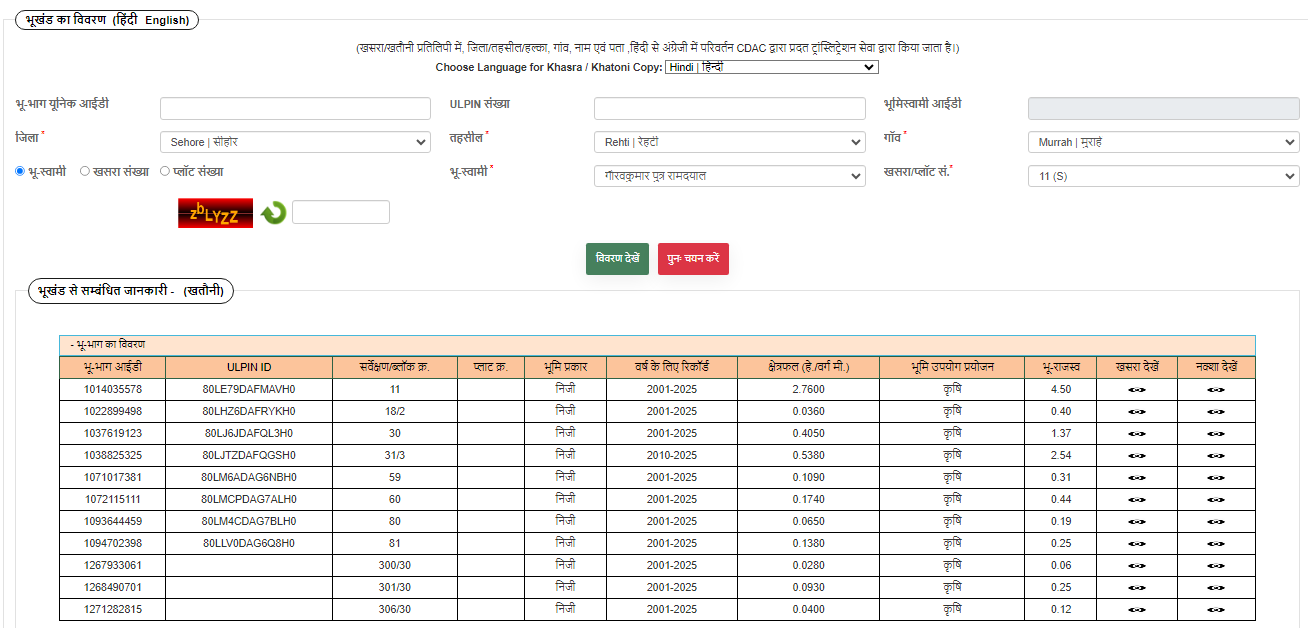 भूखंड का विवरण (हिंदी English)
(खसरा/खतौनी प्रतिलिपी में, जिला/तहसील/हल्का, गांव, नाम एवं पता ,हिंदी से अंग्रेजी में परिवर्तन CDAC द्वारा प्रदत ट्रांस्लिट्रेशन सेवा द्वारा किया जाता है।)
Choose Language for Khasra / Khatoni Copy: Hindi | हिन्दी
भू-भाग यूनिक आईडी ULPIN संख्या भूमिस्वामी आईडी
जिला * Sehore | सीहोर तहसील * Rehti | रेहटी गाँव * Murrah | मुराहे
भू-स्वामी खसरा संख्या प्लॉट संख्या भू-स्वामी * गौरवकुमार पुत्र रामदयाल खसरा/प्लॉट सं.* 11 (S)
zbLYZZ
विवरण देखें पुनः चयन करें
भूखंड से सम्बंधित जानकारी - (खतौनी)
- भू-भाग का विवरण
भू-भाग आईडी ULPIN ID सर्वेक्षण/ब्लॉक क्र. प्लाट क्र. भूमि प्रकार वर्ष के लिए रिकॉर्ड क्षेत्रफल (हे./वर्ग मी.) भूमि उपयोग प्रयोजन भू-राजस्व खसरा देखें नक्शा देखें
1014035578 80LE79DAFMAVH0 11 निजी 2001-2025 2.7600 कृषि 4.50
1022899498 80LHZ6DAFRYKH0 18/2 निजी 2001-2025 0.0360 कृषि 0.40
1037619123 80LJ6JDAFQL3H0 30 निजी 2001-2025 0.4050 कृषि 1.37
1038825325 80LJTZDAFQGSH0 31/3 निजी 2010-2025 0.5380 कृषि 2.54
1071017381 80LM6ADAG6NBH0 59 निजी 2001-2025 0.1090 कृषि 0.31
1072115111 80LMCPDAG7ALH0 60 निजी 2001-2025 0.1740 कृषि 0.44
1093644459 80LM4CDAG7BLH0 80 निजी 2001-2025 0.0650 कृषि 0.19
1094702398 80LLV0DAG6Q8H0 81 निजी 2001-2025 0.1380 कृषि 0.25
1267933061 300/30 निजी 2001-2025 0.0280 कृषि 0.06
1268490701 301/30 निजी 2001-2025 0.0930 कृषि 0.25
1271282815 306/30 निजी 2001-2025 0.0400 कृषि 0.12